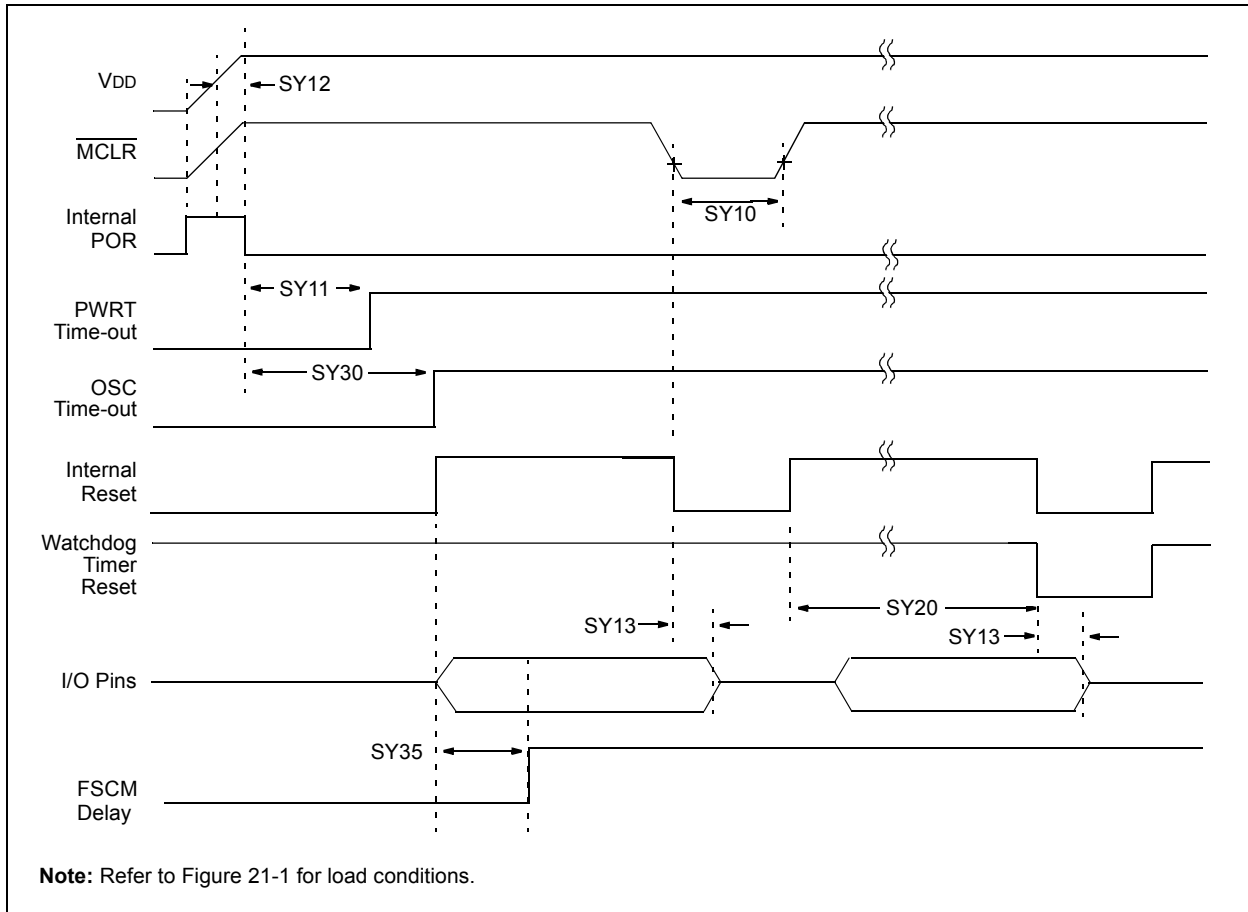 VDD
SY12
MCLR
SY10
Internal
POR
SY11
PWRT
Time-out
SY30
OSC
Time-out
Internal
Reset
Watchdog
Timer
Reset
SY20
SY13
SY13
I/O Pins
SY35
FSCM
Delay
Note: Refer to Figure 21-1 for load conditions.